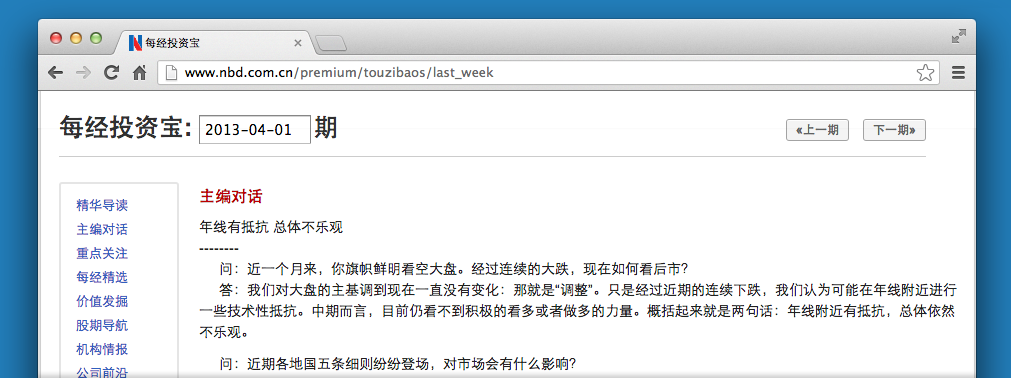 每经投资宝
www.nbd.com.cn/premium/touzibaos/last_week
每经投资宝: 2013-04-01 期
«上一期 下一期»
精华导读
主编对话
重点关注
每经精选
价值发掘
股期导航
机构情报
公司前沿
主编对话
年线有抵抗 总体不乐观
--------
问：近一个月来，你旗帜鲜明看空大盘。经过连续的大跌，现在如何看后市?
答：我们对大盘的主基调到现在一直没有变化：那就是“调整”。只是经过近期的连续下跌，我们认为可能在年线附近进行
一些技术性抵抗。中期而言，目前仍看不到积极的看多或者做多的力量。概括起来就是两句话：年线附近有抵抗，总体依然
不乐观。
问：近期各地国五条细则纷纷登场，对市场会有什么影响?